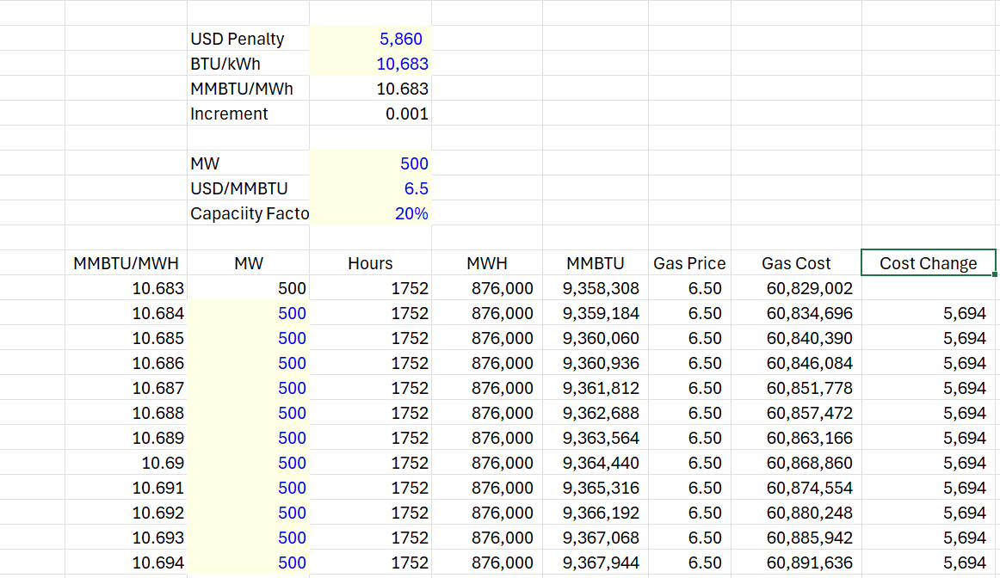 USD Penalty 5,860
BTU/kWh 10,683
MMBTU/MWh 10.683
Increment 0.001
MW 500
USD/MMBTU 6.5
Capaciity Facto 20%
MMBTU/MWH MW Hours MWH MMBTU Gas Price Gas Cost Cost Change
10.683 500 1752 876,000 9,358,308 6.50 60,829,002
10.684 500 1752 876,000 9,359,184 6.50 60,834,696 5,694
10.685 500 1752 876,000 9,360,060 6.50 60,840,390 5,694
10.686 500 1752 876,000 9,360,936 6.50 60,846,084 5,694
10.687 500 1752 876,000 9,361,812 6.50 60,851,778 5,694
10.688 500 1752 876,000 9,362,688 6.50 60,857,472 5,694
10.689 500 1752 876,000 9,363,564 6.50 60,863,166 5,694
10.69 500 1752 876,000 9,364,440 6.50 60,868,860 5,694
10.691 500 1752 876,000 9,365,316 6.50 60,874,554 5,694
10.692 500 1752 876,000 9,366,192 6.50 60,880,248 5,694
10.693 500 1752 876,000 9,367,068 6.50 60,885,942 5,694
10.694 500 1752 876,000 9,367,944 6.50 60,891,636 5,694